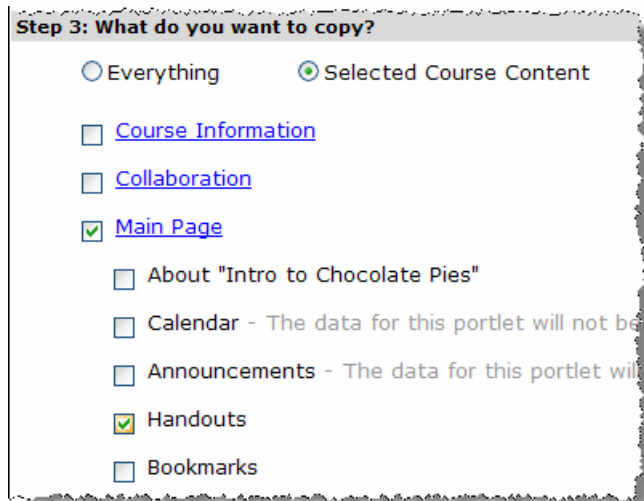 Step 3: What do you want to copy?
Everything Selected Course Content
Course Information
Collaboration
Main Page
About "Intro to Chocolate Pies"
Calendar - The data for this portlet will not be
Announcements - The data for this portlet will
Handouts
Bookmarks